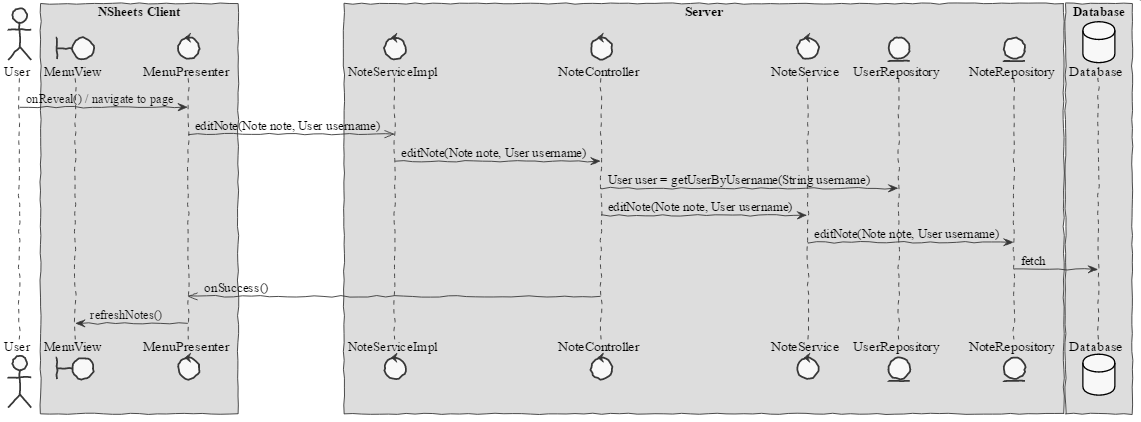 NSheets Client
Server
Database
User
MenuView
MenuPresenter
NoteServiceImpl
NoteController
NoteService
UserRepository
NoteRepository
Database
onReveal() / navigate to page
editNote(Note note, User username)
editNote(Note note, User username)
User user = getUserByUsername(String username)
editNote(Note note, User username)
editNote(Note note, User username)
fetch
onSuccess()
refreshNotes()
User
MenuView
MenuPresenter
NoteServiceImpl
NoteController
NoteService
UserRepository
NoteRepository
Database